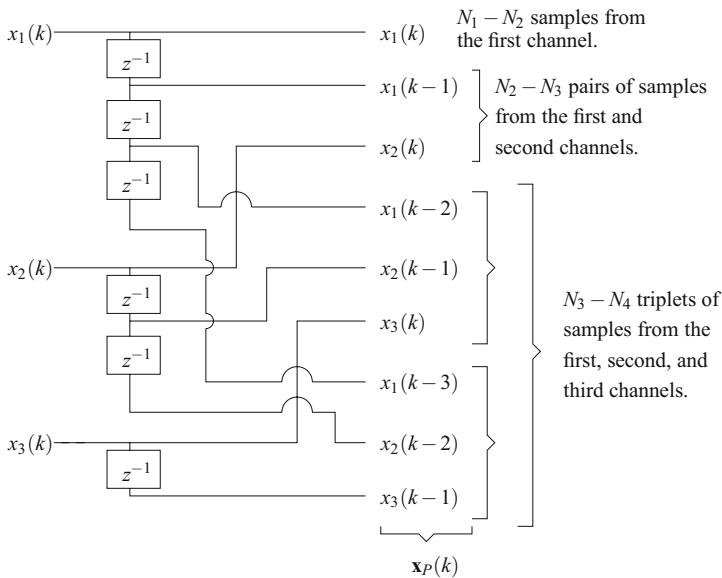 x₁(k)
x₁(k)
N₁ − N₂ samples from
the first channel.
z⁻¹
x₁(k−1)
N₂ − N₃ pairs of samples
from the first and
second channels.
z⁻¹
x₂(k)
z⁻¹
x₁(k−2)
x₂(k)
x₂(k−1)
z⁻¹
N₃ − N₄ triplets of
samples from the
first, second, and
third channels.
x₃(k)
z⁻¹
x₁(k−3)
x₃(k)
x₂(k−2)
z⁻¹
x₃(k−1)
𝐱_P(k)